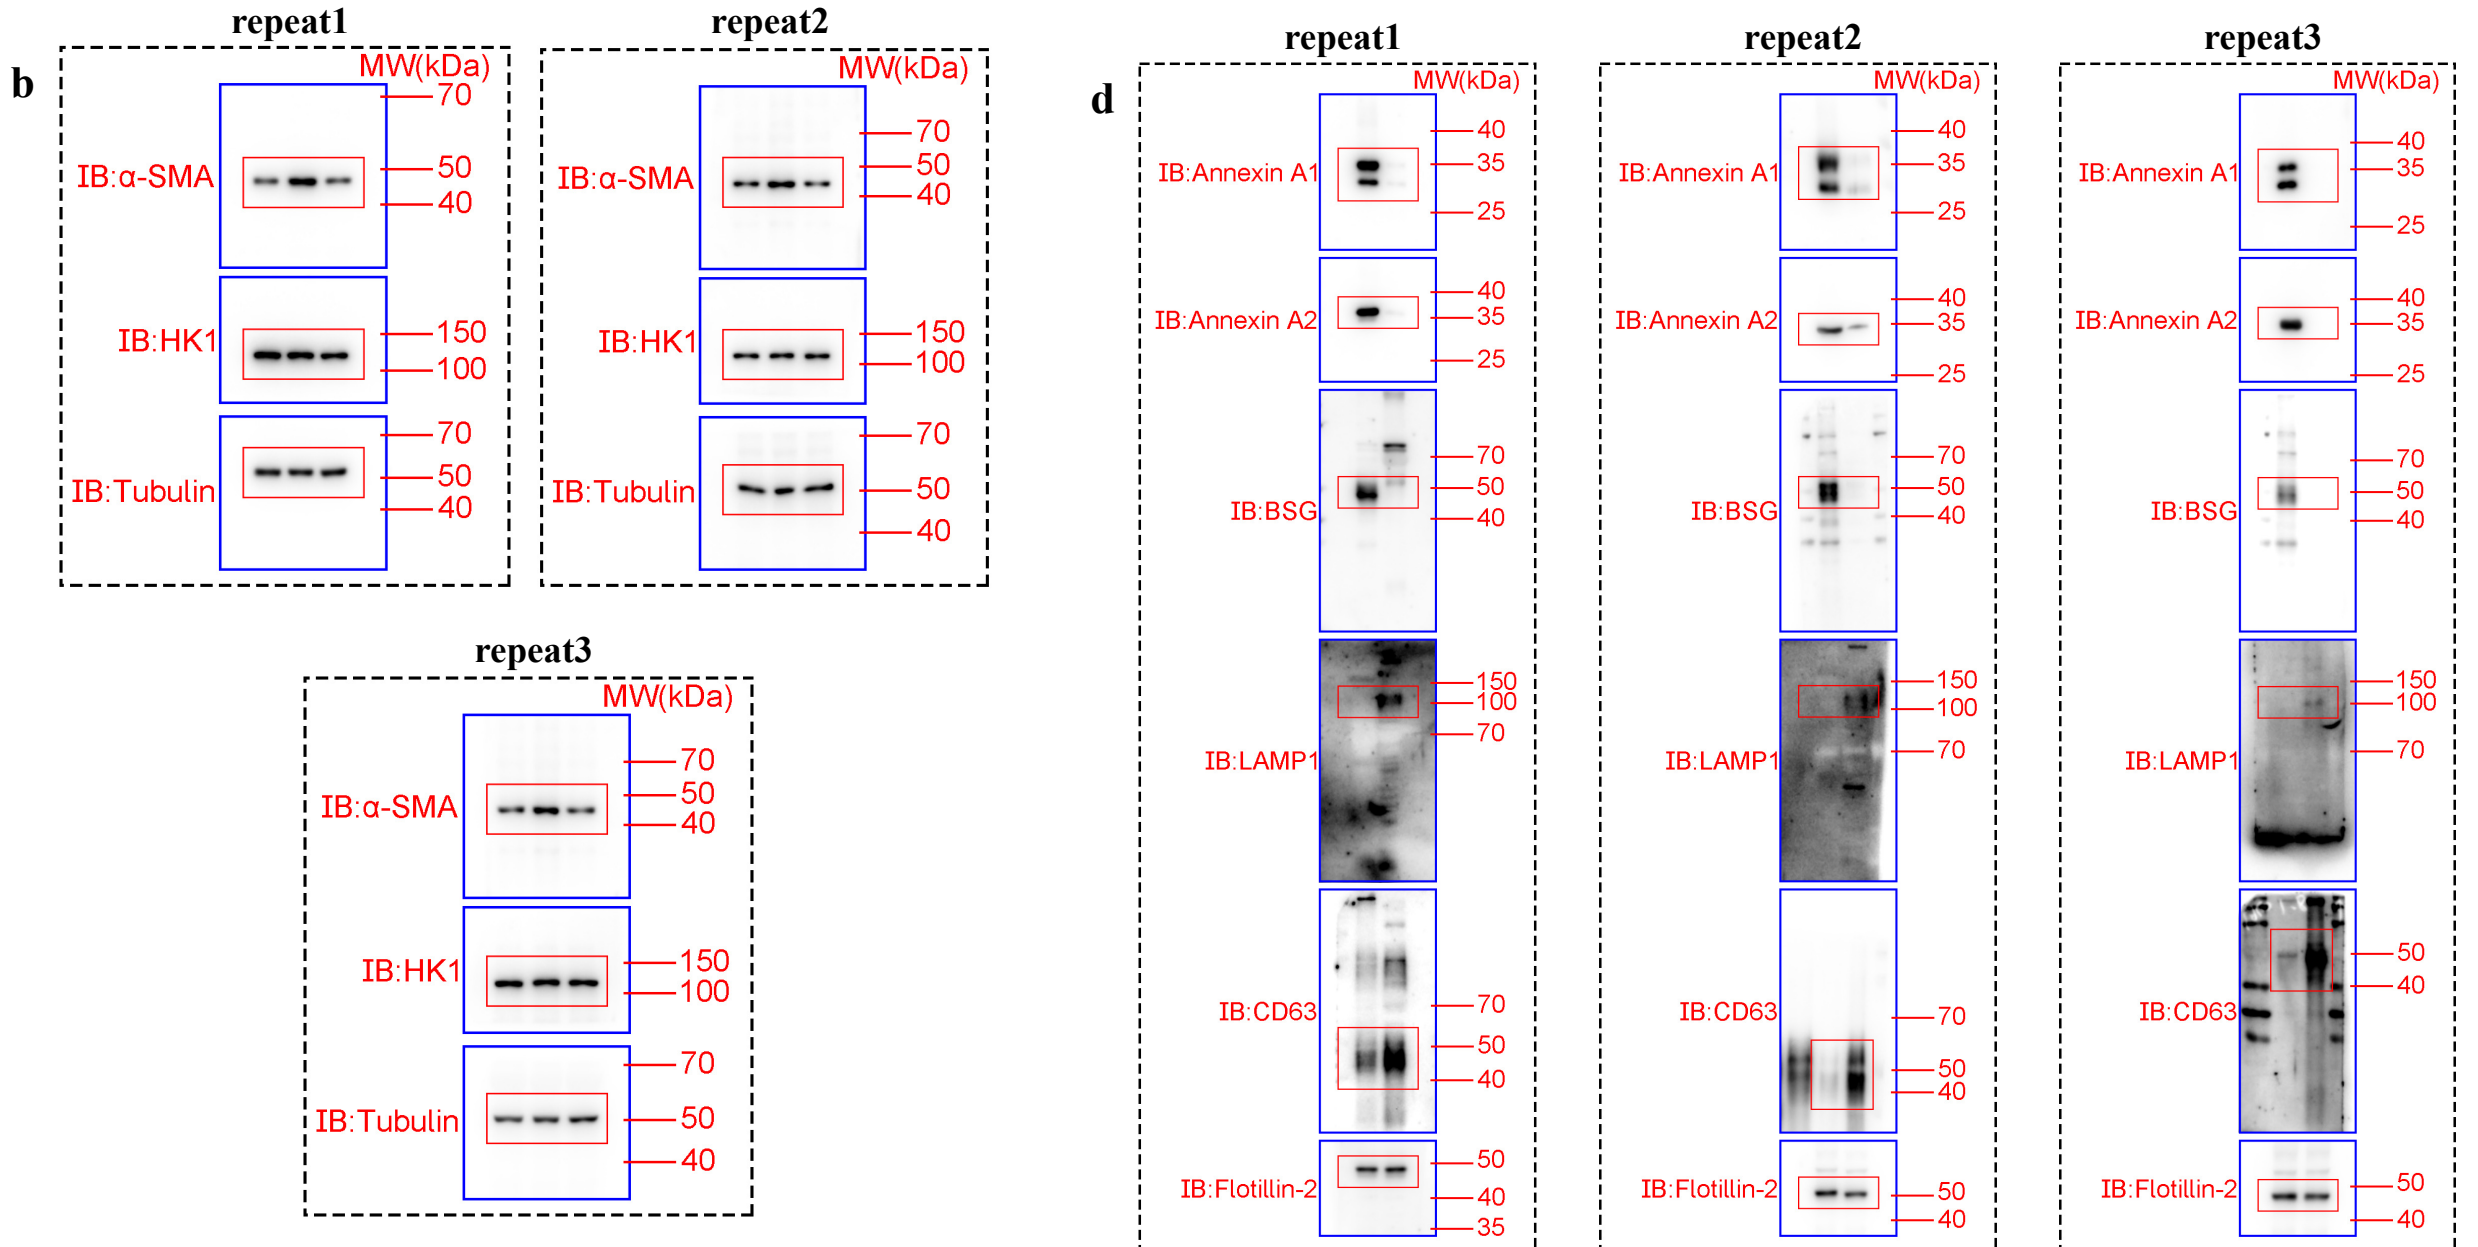 b
repeat1
MW(kDa)
70
IB:α-SMA
50
40
IB:HK1
150
100
70
IB:Tubulin
50
40
repeat2
MW(kDa)
70
IB:α-SMA
50
40
IB:HK1
150
100
70
IB:Tubulin
50
40
repeat3
MW(kDa)
70
IB:α-SMA
50
40
IB:HK1
150
100
70
IB:Tubulin
50
40
d
repeat1
MW(kDa)
40
IB:Annexin A1
35
25
40
IB:Annexin A2
35
25
70
IB:BSG
50
40
150
100
70
IB:LAMP1
IB:CD63
70
50
40
50
IB:Flotillin-2
40
35
repeat2
MW(kDa)
40
IB:Annexin A1
35
25
40
IB:Annexin A2
35
25
70
IB:BSG
50
40
150
100
70
IB:LAMP1
IB:CD63
70
50
40
IB:Flotillin-2
50
40
repeat3
MW(kDa)
40
IB:Annexin A1
35
25
40
IB:Annexin A2
35
25
70
IB:BSG
50
40
150
100
70
IB:LAMP1
50
40
IB:CD63
IB:Flotillin-2
50
40